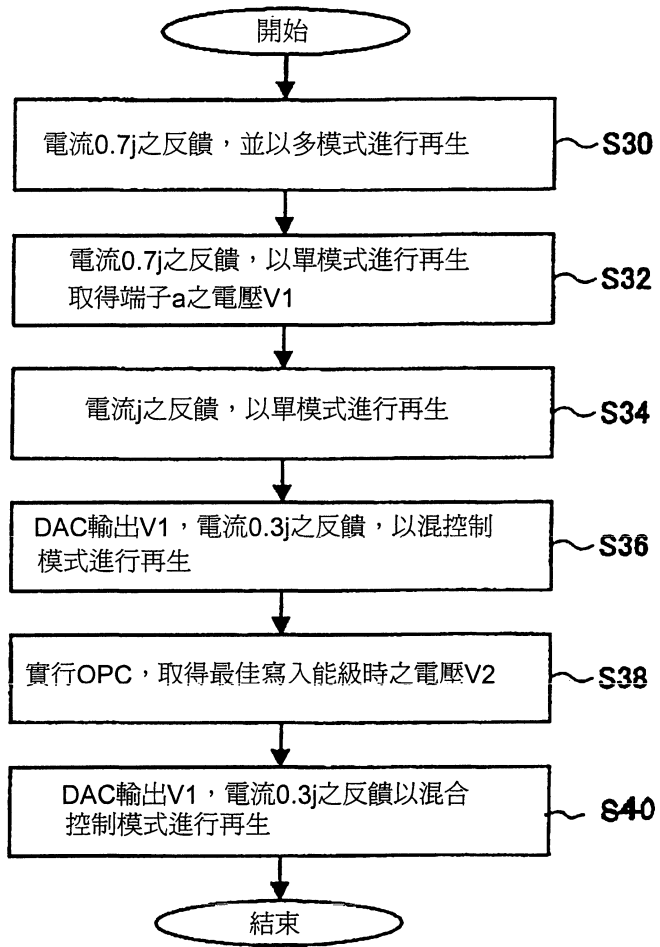 開始
電流0.7j之反饋，並以多模式進行再生
S30
電流0.7j之反饋，以單模式進行再生
取得端子a之電壓V1
S32
電流j之反饋，以單模式進行再生
S34
DAC輸出V1，電流0.3j之反饋，以混控制
模式進行再生
S36
實行OPC，取得最佳寫入能級時之電壓V2
S38
DAC輸出V1，電流0.3j之反饋以混合
控制模式進行再生
S40
結束